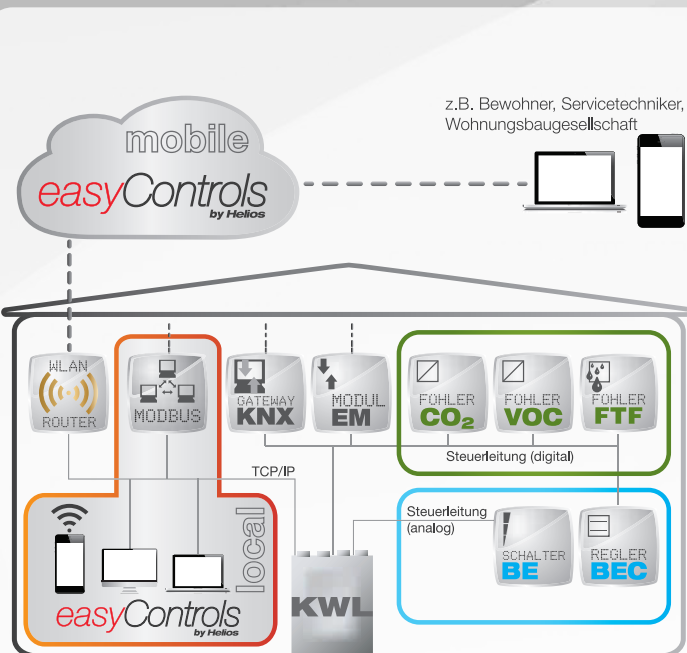 z.B. Bewohner, Servicetechniker,
Wohnungsbaugesellschaft
mobile
easyControls
by Helios
WLAN
ROUTER
MODBUS
GATEWAY
KNX
MODUL
EM
FÜHLER
CO₂
FÜHLER
VOC
FÜHLER
FTF
Steuerleitung (digital)
TCP/IP
Steuerleitung
(analog)
SCHALTER
BE
REGLER
BEC
local
KWL
easyControls
by Helios